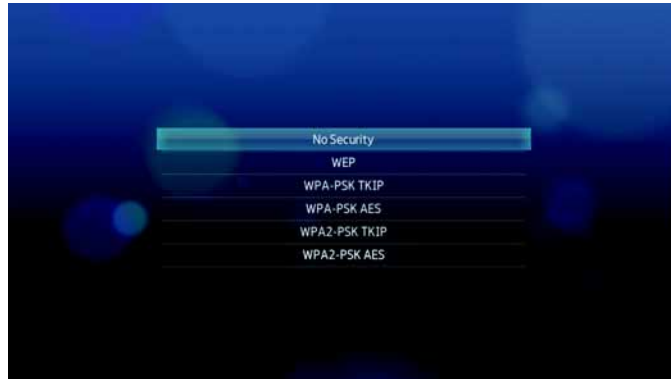 No Security
WEP
WPA-PSK TKIP
WPA-PSK AES
WPA2-PSK TKIP
WPA2-PSK AES